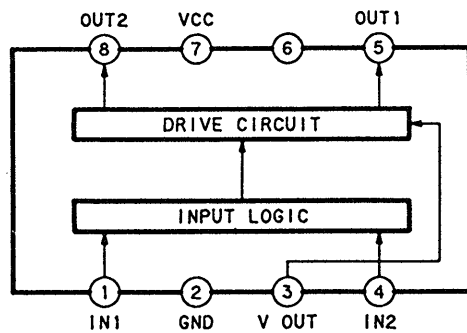 OUT2 VCC OUT1
8 7 6 5
DRIVE CIRCUIT
INPUT LOGIC
1 2 3 4
IN1 GND V OUT IN2